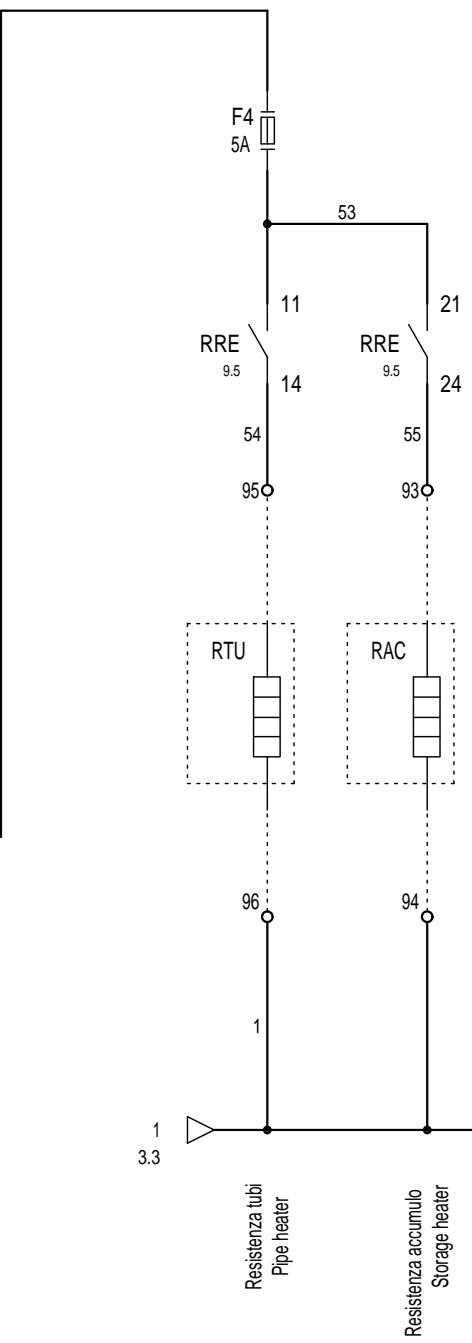 F4
5A
53
11
21
RRE
RRE
9.5
9.5
14
24
54
55
95
93
RTU
RAC
96
94
1
1
3.3
Resistenza tubi
Pipe heater
Resistenza accumulo
Storage heater